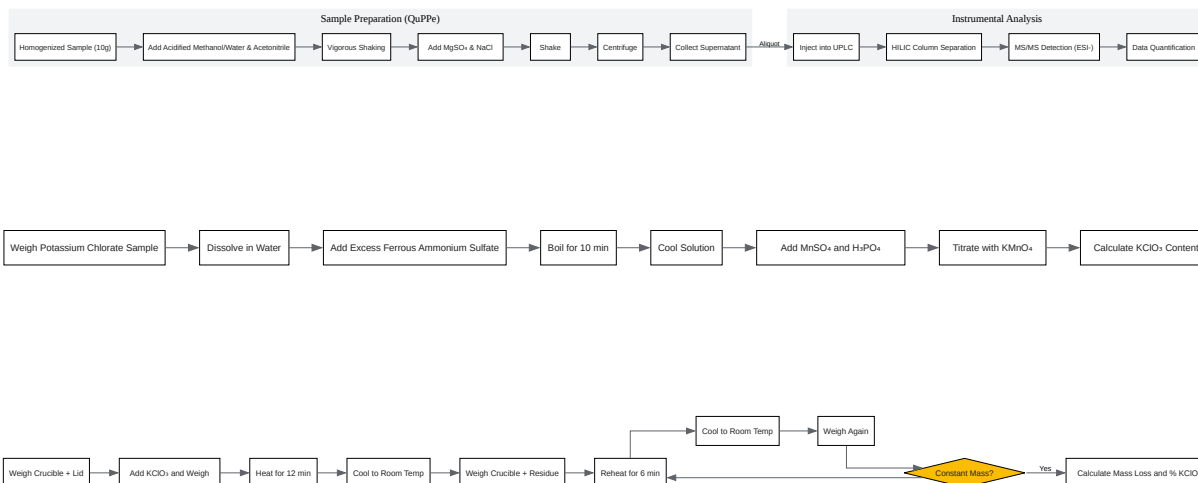 Sample Preparation (QuPPe)
Instrumental Analysis
Homogenized Sample (10g)
Add Acidified Methanol/Water & Acetonitrile
Vigorous Shaking
Add MgSO₄ & NaCl
Shake
Centrifuge
Collect Supernatant
Aliquot
Inject into UPLC
HILIC Column Separation
MS/MS Detection (ESI-)
Data Quantification
Weigh Potassium Chlorate Sample
Dissolve in Water
Add Excess Ferrous Ammonium Sulfate
Boil for 10 min
Cool Solution
Add MnSO₄ and H₃PO₄
Titrate with KMnO₄
Calculate KClO₃ Content
Cool to Room Temp
Weigh Again
Weigh Crucible + Lid
Add KClO₃ and Weigh
Heat for 12 min
Cool to Room Temp
Weigh Crucible + Residue
Reheat for 6 min
Constant Mass?
Yes
Calculate Mass Loss and % KClO